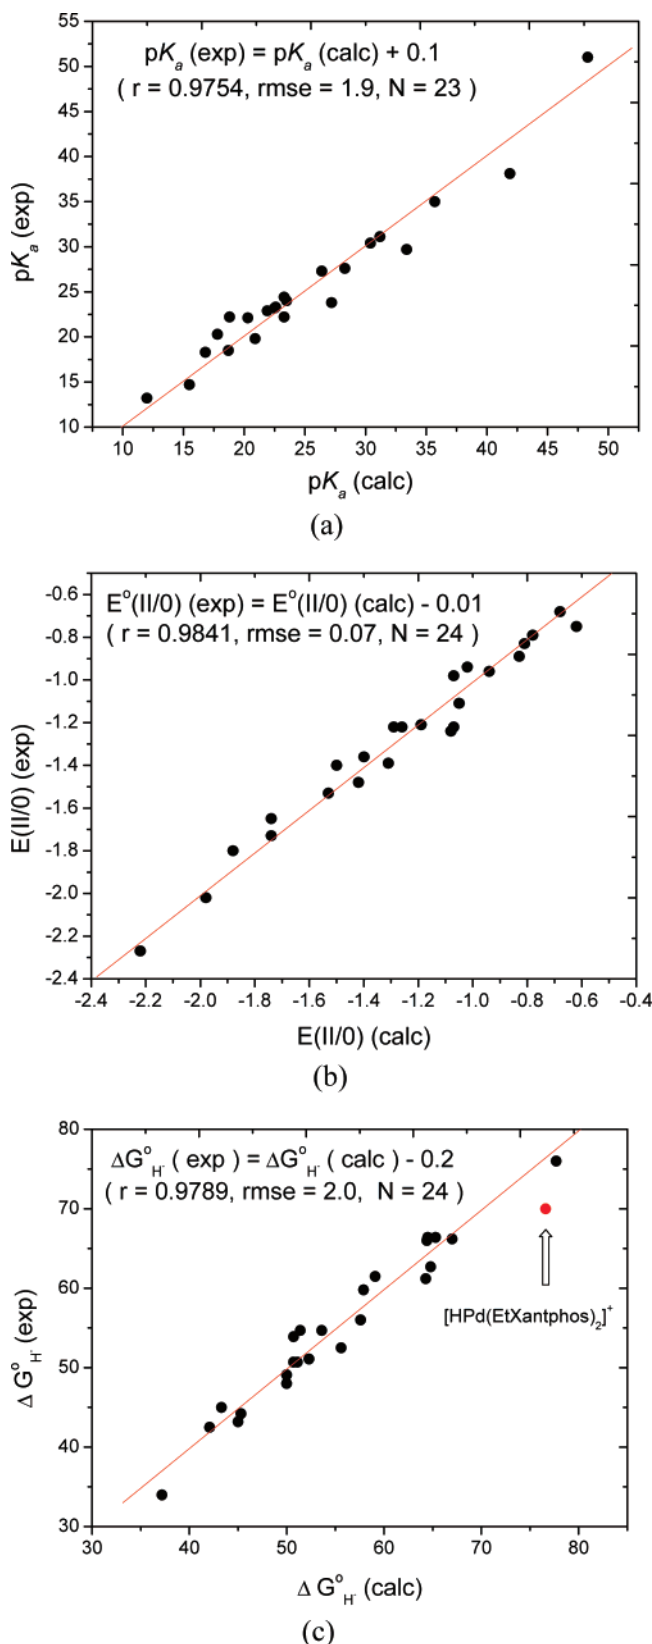 pKa (exp) = pKa (calc) + 0.1
( r = 0.9754, rmse = 1.9, N = 23 )
55
50
45
40
35
30
25
20
15
10
pKa (exp)
10 15 20 25 30 35 40 45 50
pKa (calc)
(a)
E°(II/0) (exp) = E°(II/0) (calc) - 0.01
( r = 0.9841, rmse = 0.07, N = 24 )
-0.6
-0.8
-1.0
-1.2
-1.4
-1.6
-1.8
-2.0
-2.2
-2.4
E(II/0) (exp)
-2.4 -2.2 -2.0 -1.8 -1.6 -1.4 -1.2 -1.0 -0.8 -0.6 -0.4
E(II/0) (calc)
(b)
ΔG°H- ( exp ) = ΔG°H- ( calc ) - 0.2
( r = 0.9789, rmse = 2.0, N = 24 )
80
70
60
50
40
30
Δ G°H- (exp)
[HPd(EtXantphos)2]+
30 40 50 60 70 80
Δ G°H- (calc)
(c)